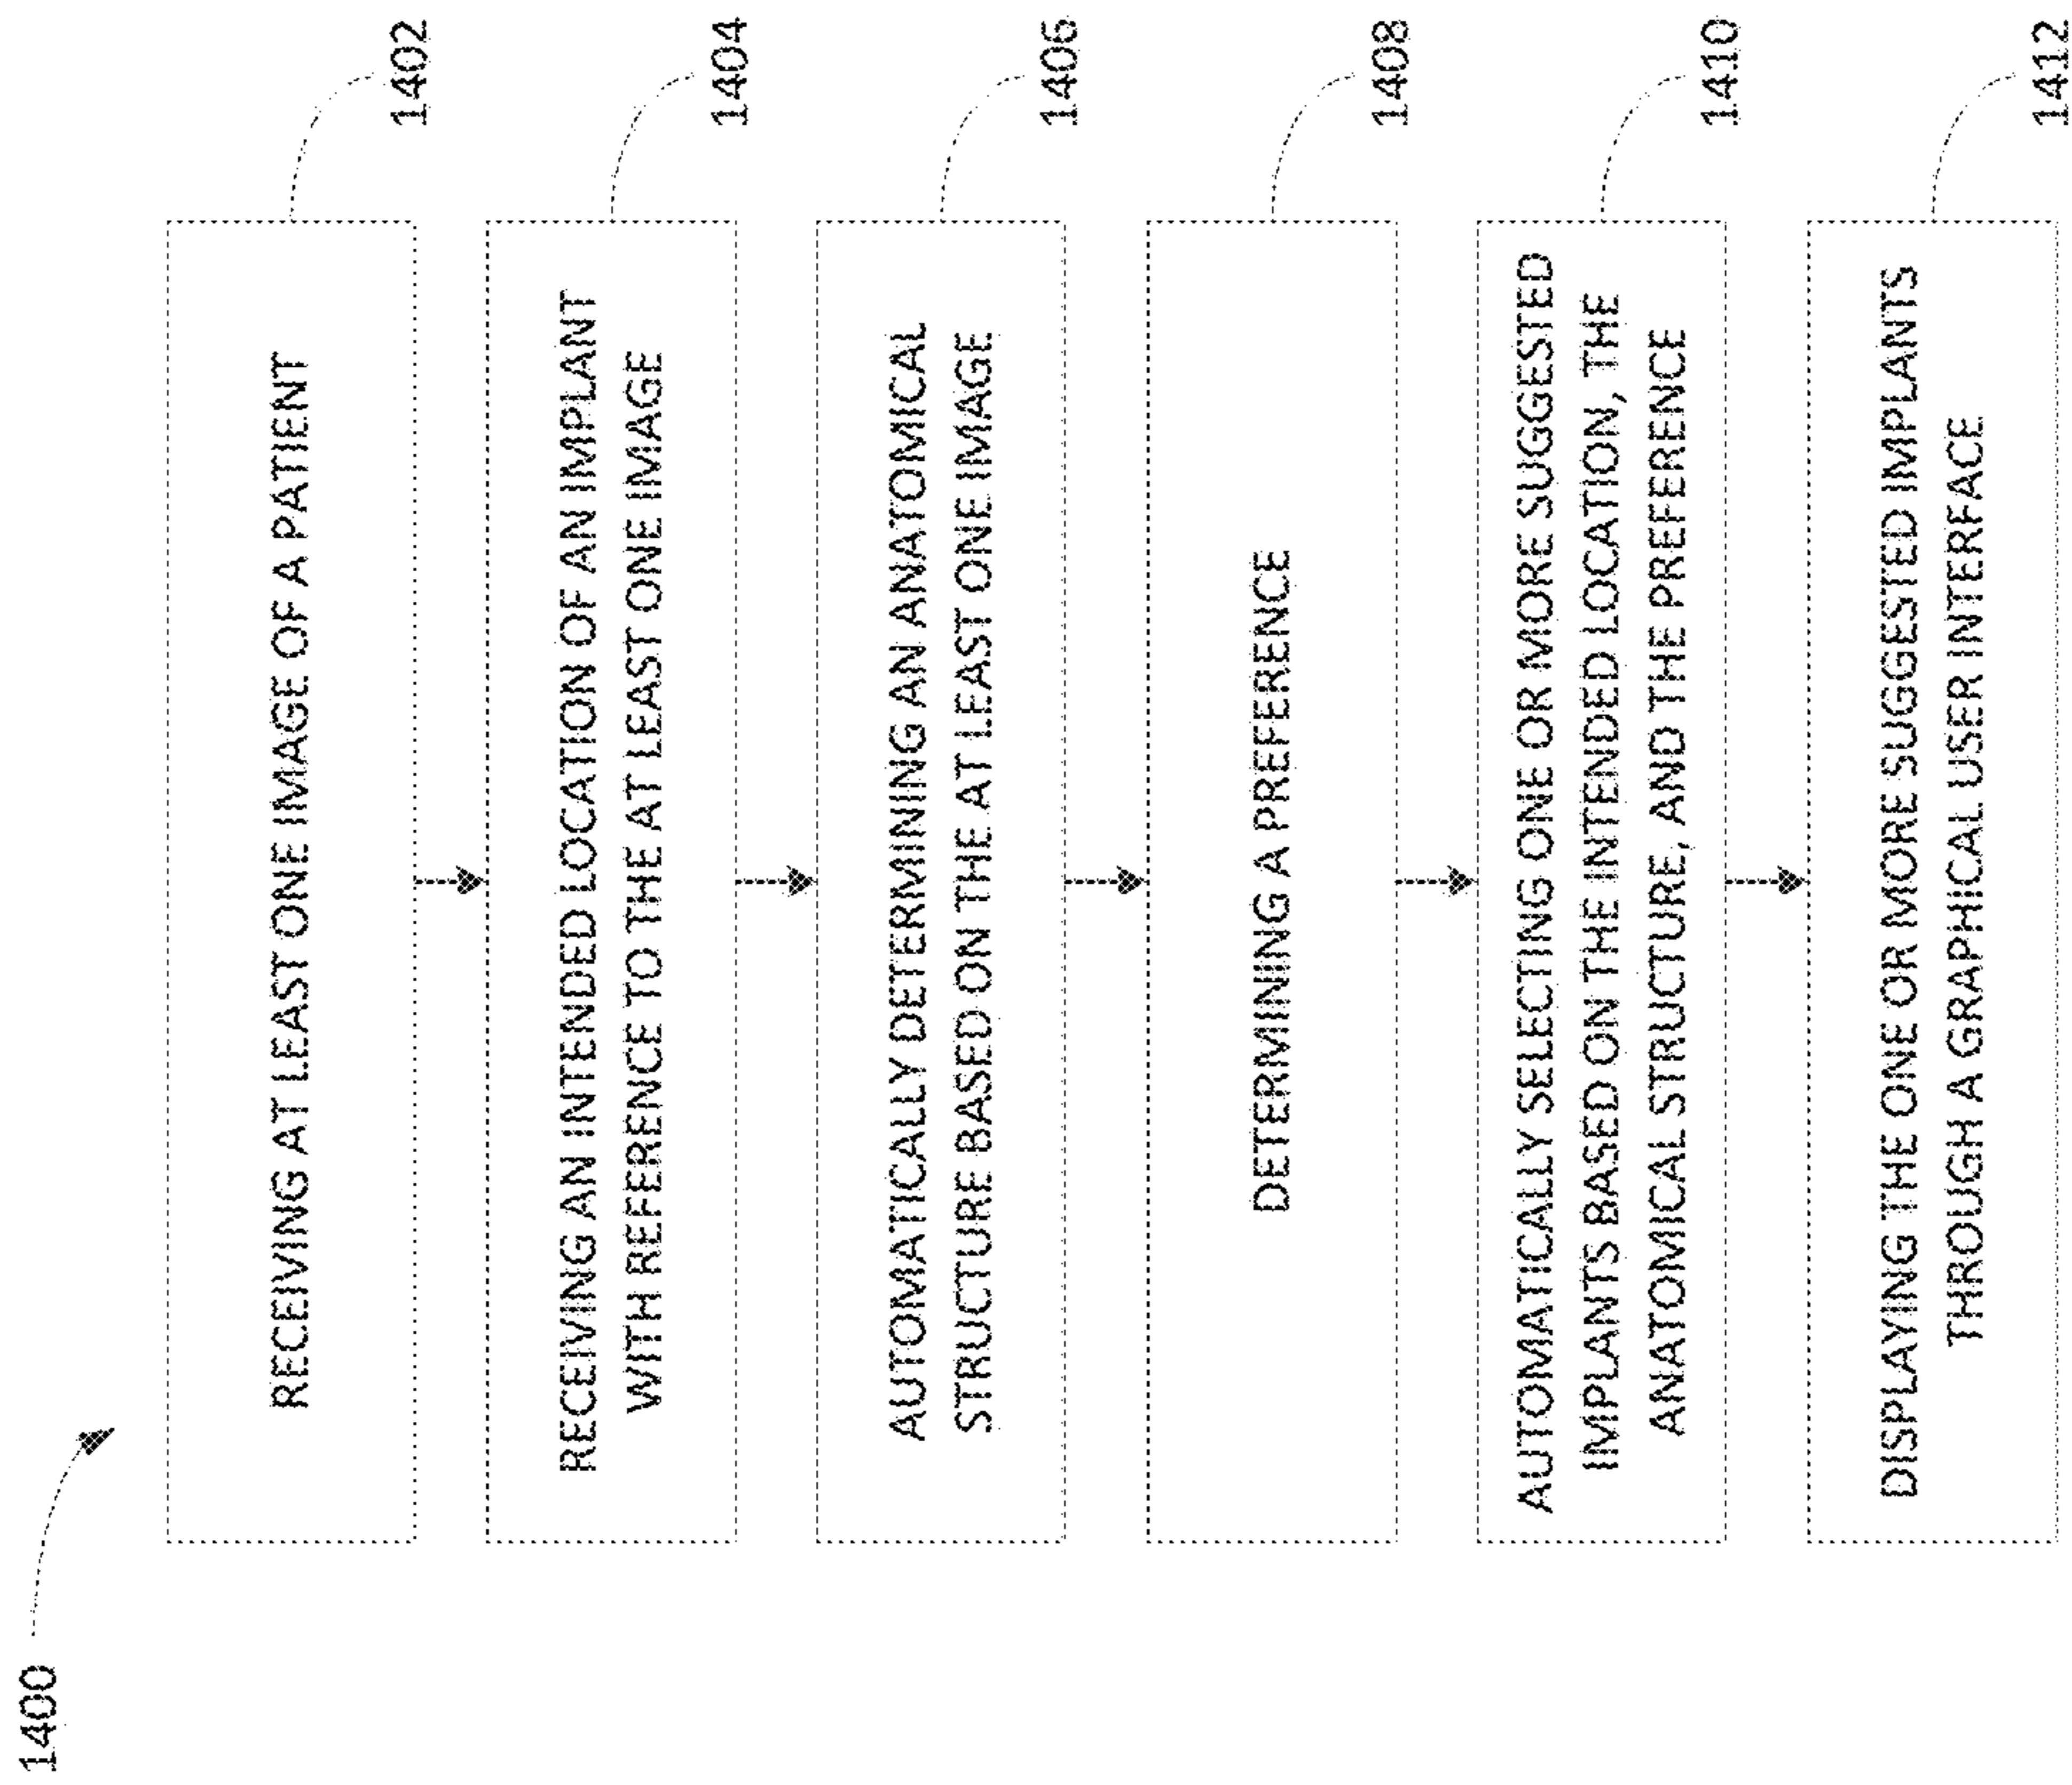 1400
RECEIVING AT LEAST ONE IMAGE OF A PATIENT
1402
RECEIVING AN INTENDED LOCATION OF AN IMPLANT
WITH REFERENCE TO THE AT LEAST ONE IMAGE
1404
AUTOMATICALLY DETERMINING AN ANATOMICAL
STRUCTURE BASED ON THE AT LEAST ONE IMAGE
1406
DETERMINING A PREFERENCE
1408
AUTOMATICALLY SELECTING ONE OR MORE SUGGESTED
IMPLANTS BASED ON THE INTENDED LOCATION, THE
ANATOMICAL STRUCTURE, AND THE PREFERENCE
1410
DISPLAYING THE ONE OR MORE SUGGESTED IMPLANTS
THROUGH A GRAPHICAL USER INTERFACE
1412